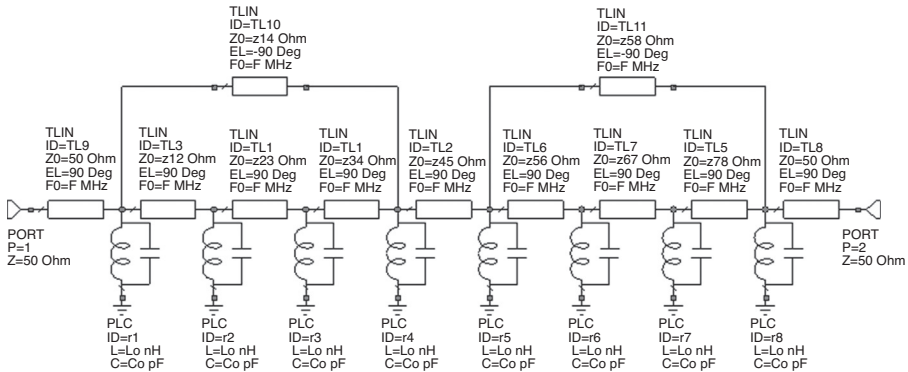 TLIN
ID=TL10
Z0=z14 Ohm
EL=-90 Deg
F0=F MHz
TLIN
ID=TL11
Z0=z58 Ohm
EL=-90 Deg
F0=F MHz
TLIN
ID=TL9
Z0=50 Ohm
EL=90 Deg
F0=F MHz
TLIN
ID=TL3
Z0=z12 Ohm
EL=90 Deg
F0=F MHz
TLIN
ID=TL1
Z0=z23 Ohm
EL=90 Deg
F0=F MHz
TLIN
ID=TL1
Z0=z34 Ohm
EL=90 Deg
F0=F MHz
TLIN
ID=TL2
Z0=z45 Ohm
EL=90 Deg
F0=F MHz
TLIN
ID=TL6
Z0=z56 Ohm
EL=90 Deg
F0=F MHz
TLIN
ID=TL7
Z0=z67 Ohm
EL=90 Deg
F0=F MHz
TLIN
ID=TL5
Z0=z78 Ohm
EL=90 Deg
F0=F MHz
TLIN
ID=TL8
Z0=50 Ohm
EL=90 Deg
F0=F MHz
PORT
P=1
Z=50 Ohm
PORT
P=2
Z=50 Ohm
PLC
ID=r1
L=Lo nH
C=Co pF
PLC
ID=r2
L=Lo nH
C=Co pF
PLC
ID=r3
L=Lo nH
C=Co pF
PLC
ID=r4
L=Lo nH
C=Co pF
PLC
ID=r5
L=Lo nH
C=Co pF
PLC
ID=r6
L=Lo nH
C=Co pF
PLC
ID=r7
L=Lo nH
C=Co pF
PLC
ID=r8
L=Lo nH
C=Co pF